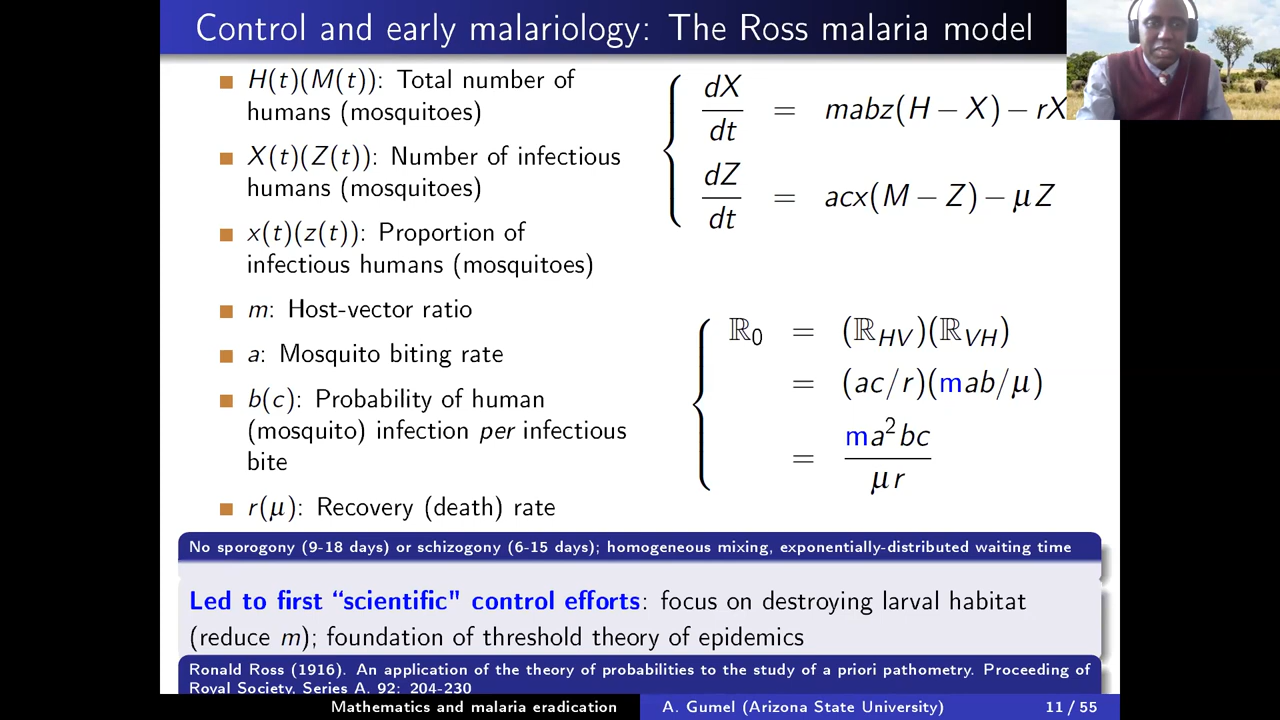 Control and early malariology: The Ross malaria model
H(t)(M(t)): Total number of
humans (mosquitoes)
X(t)(Z(t)): Number of infectious
humans (mosquitoes)
x(t)(z(t)): Proportion of
infectious humans (mosquitoes)
m: Host-vector ratio
a: Mosquito biting rate
b(c): Probability of human
(mosquito) infection per infectious
bite
r(μ): Recovery (death) rate
dX/dt = mabz(H − X) − rX
dZ/dt = acx(M − Z) − μZ
ℝ₀ = (ℝ_HV)(ℝ_VH)
= (ac/r)(mab/μ)
= ma²bc/μr
No sporogony (9-18 days) or schizogony (6-15 days); homogeneous mixing, exponentially-distributed waiting time
Led to first “scientific" control efforts: focus on destroying larval habitat
(reduce m); foundation of threshold theory of epidemics
Ronald Ross (1916). An application of the theory of probabilities to the study of a priori pathometry. Proceeding of
Royal Society, Series A. 92: 204-230
Mathematics and malaria eradication A. Gumel (Arizona State University) 11 / 55